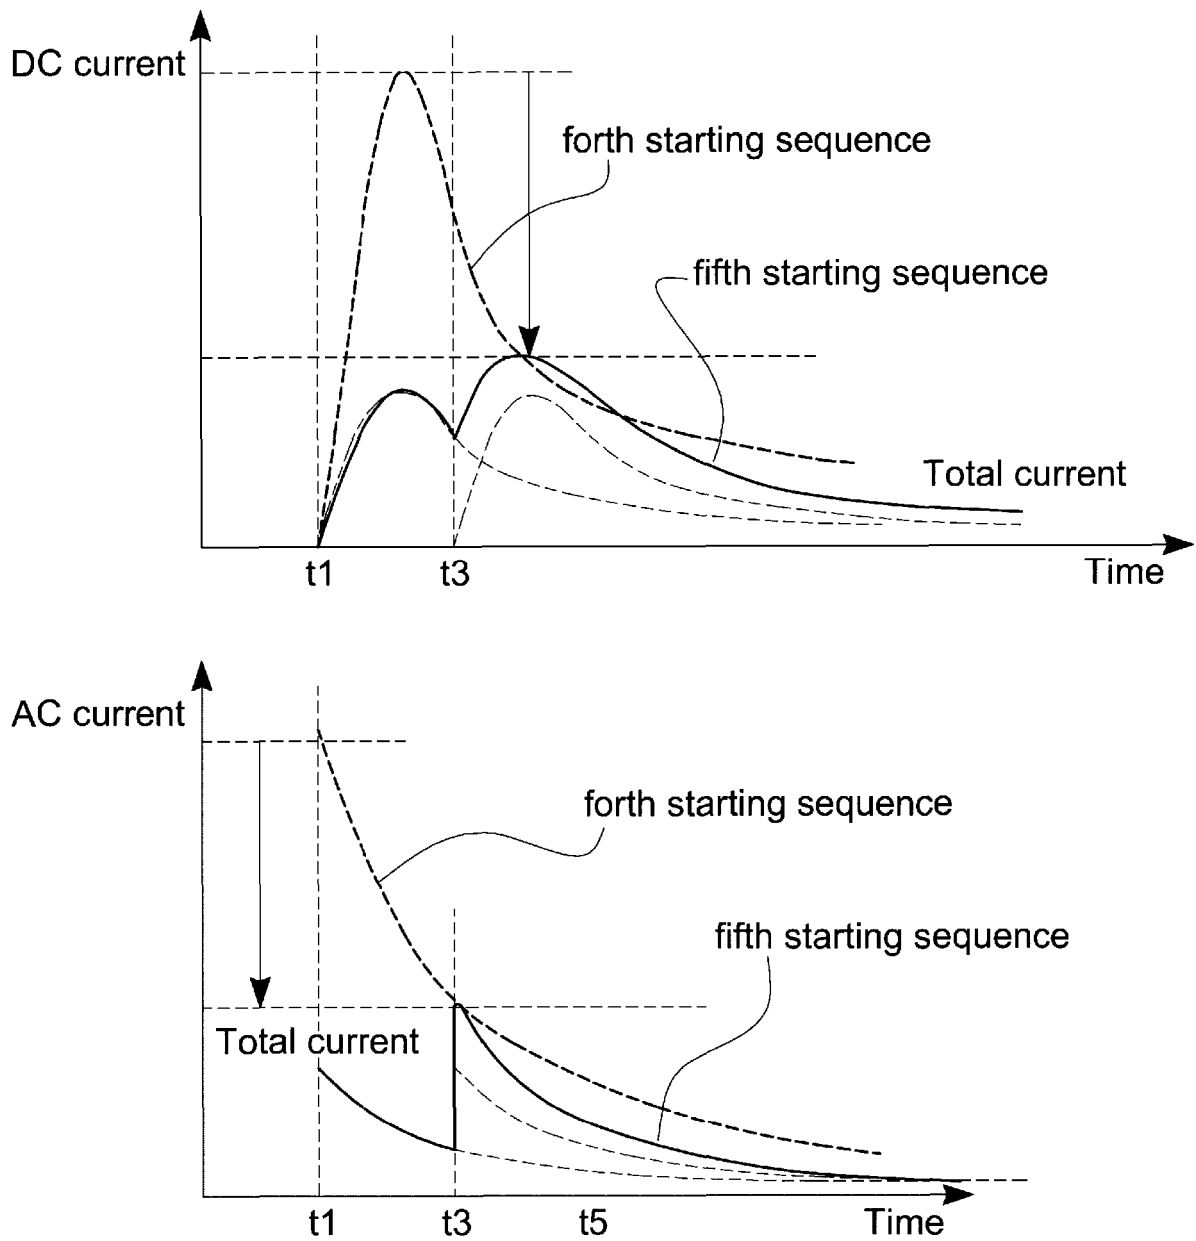 DC current
forth starting sequence
fifth starting sequence
Total current
t1 t3 Time
AC current
forth starting sequence
fifth starting sequence
Total current
t1 t3 t5 Time